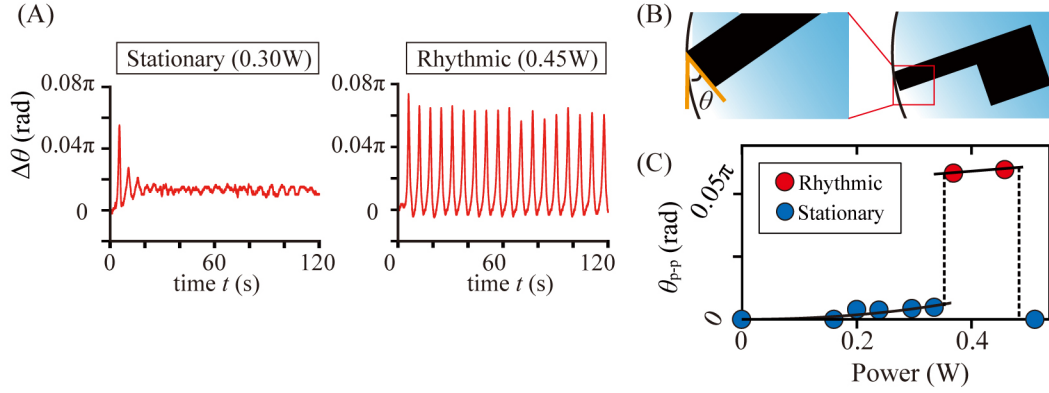 (A)
Stationary (0.30W)
Rhythmic (0.45W)
Δθ (rad)
0.08π
0.04π
0
0 60 120
time t (s)
0.08π
0.04π
0
0 60 120
time t (s)
(B)
θ
(C)
θp-p (rad)
0.05π
0
Rhythmic
Stationary
0 0.2 0.4
Power (W)